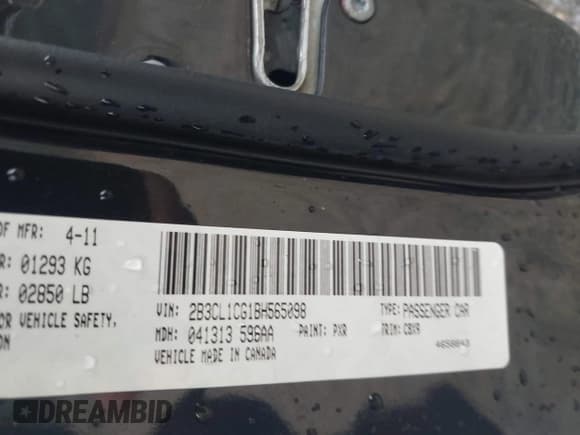 OF MFR: 4-11
R: 01293 KG
R: 02850 LB
OR VEHICLE SAFETY,
ON
VIN: 2B3CL1CG1BH565098
TYPE: PASSENGER CAR
MDH: 041313 596AA
PAINT: PXR
TRIM: CBX9
VEHICLE MADE IN CANADA
DREAMBID